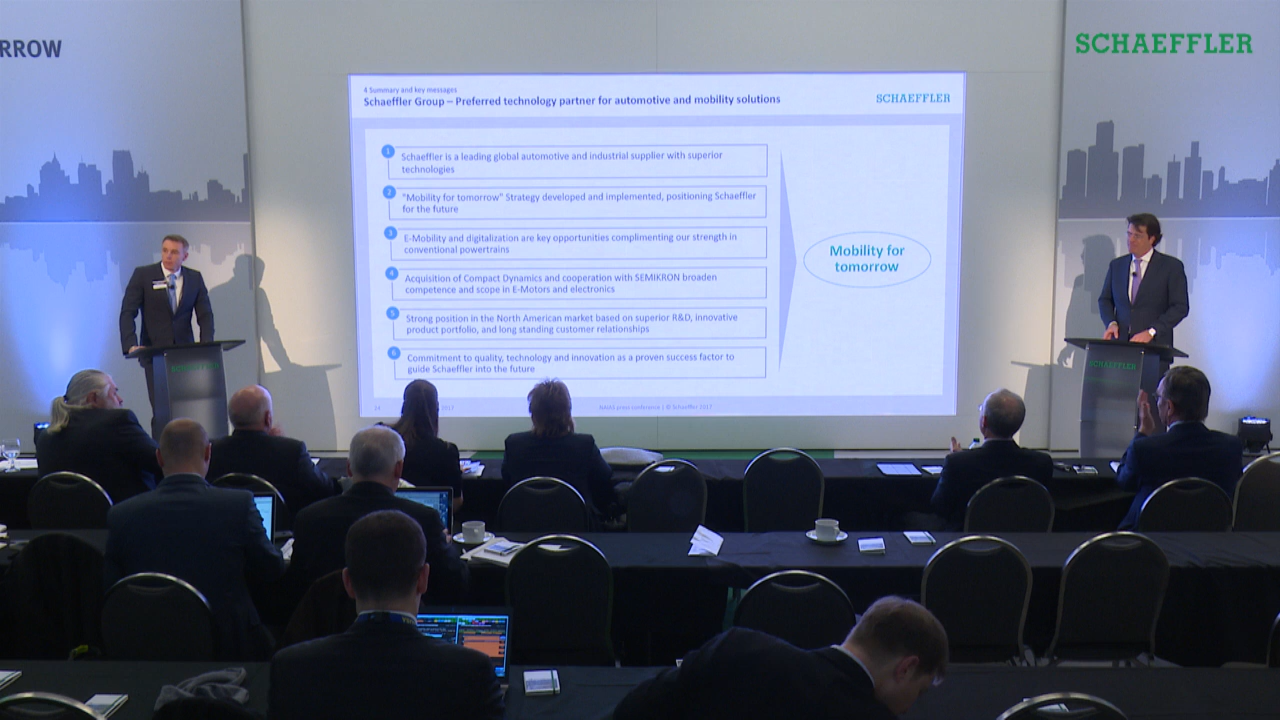 RROW
SCHAEFFLER
4 Summary and key messages
Schaeffler Group – Preferred technology partner for automotive and mobility solutions
SCHAEFFLER
1
Schaeffler is a leading global automotive and industrial supplier with superior
technologies
2
"Mobility for tomorrow" Strategy developed and implemented, positioning Schaeffler
for the future
3
E-Mobility and digitalization are key opportunities complimenting our strength in
conventional powertrains
4
Acquisition of Compact Dynamics and cooperation with SEMIKRON broaden
competence and scope in E-Motors and electronics
5
Strong position in the North American market based on superior R&D, innovative
product portfolio, and long standing customer relationships
6
Commitment to quality, technology and innovation as a proven success factor to
guide Schaeffler into the future
Mobility for
tomorrow
2017
NAIAS press conference | © Schaeffler 2017
SCHAEFFLER
SCHAEFFLER